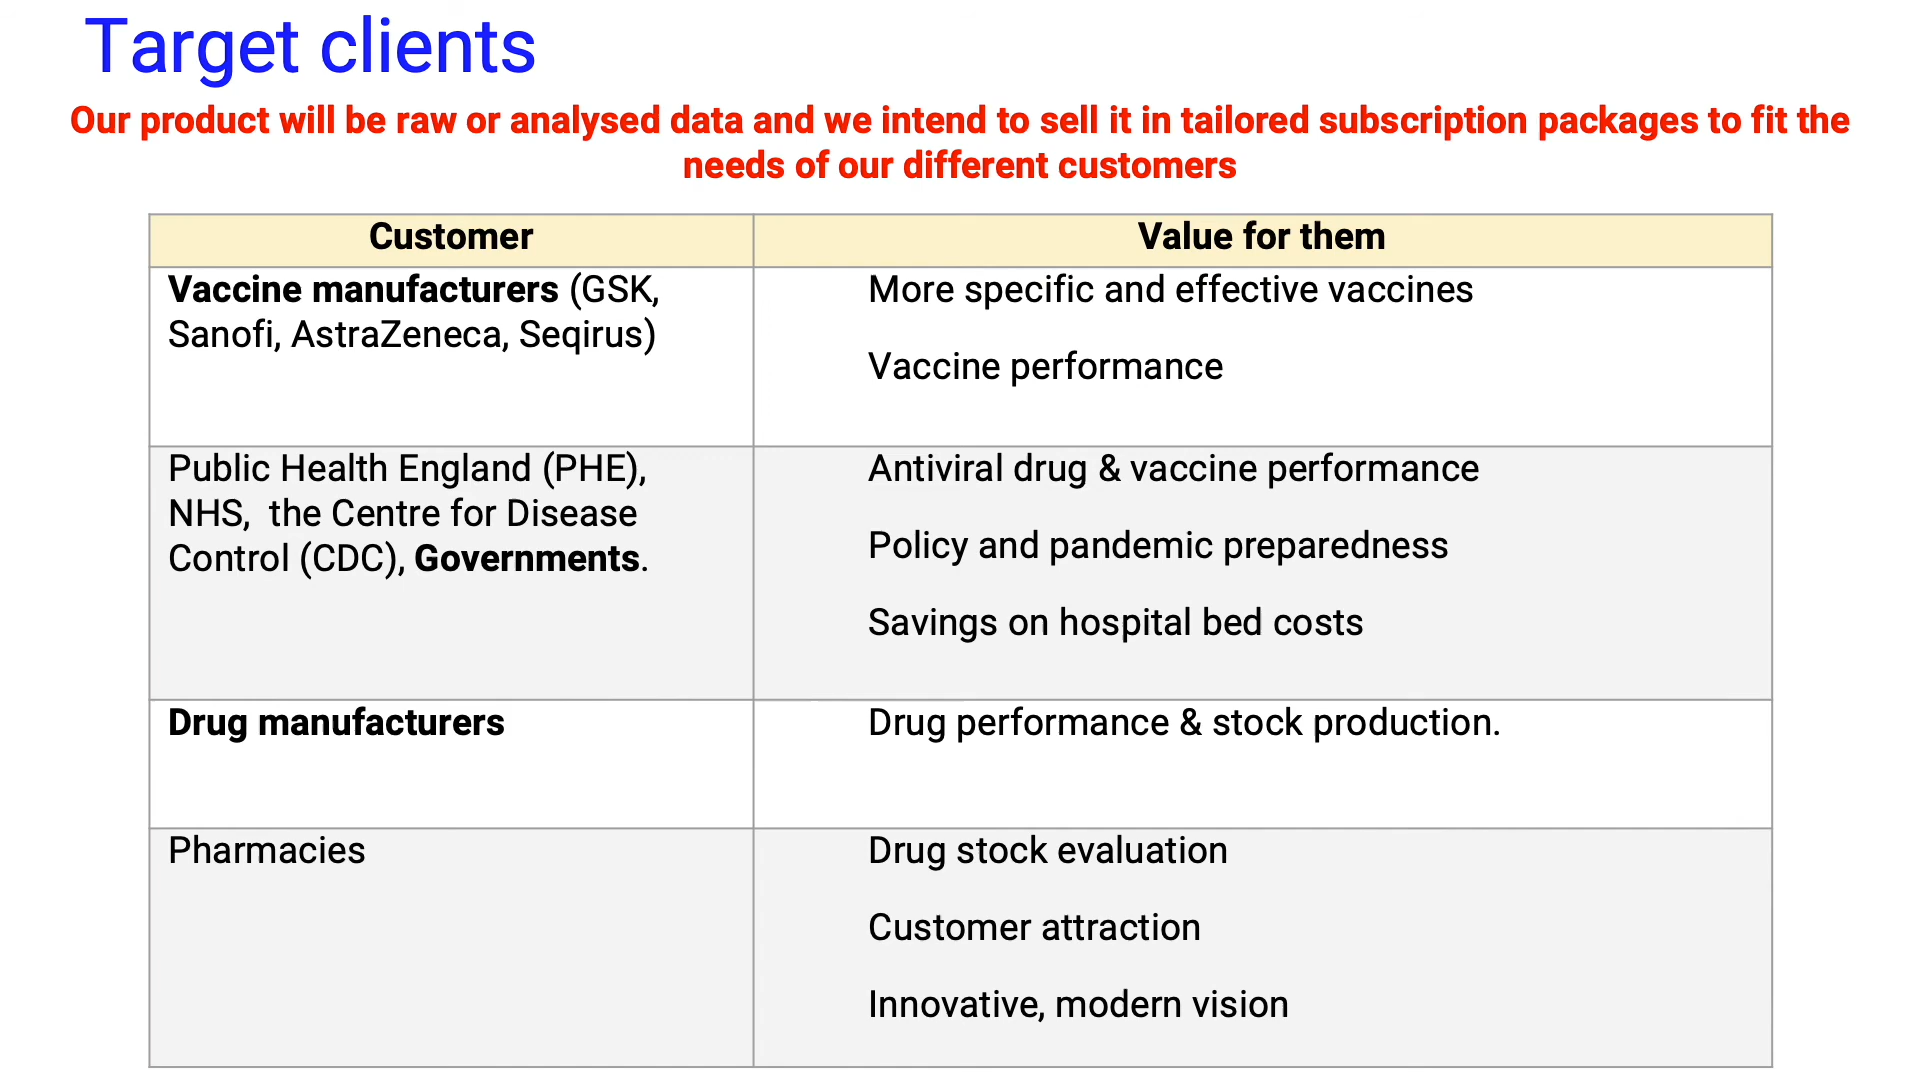 Target clients
Our product will be raw or analysed data and we intend to sell it in tailored subscription packages to fit the
needs of our different customers
Customer
Value for them
Vaccine manufacturers (GSK,
Sanofi, AstraZeneca, Seqirus)
More specific and effective vaccines
Vaccine performance
Public Health England (PHE),
NHS,  the Centre for Disease
Control (CDC), Governments.
Antiviral drug & vaccine performance
Policy and pandemic preparedness
Savings on hospital bed costs
Drug manufacturers
Drug performance & stock production.
Pharmacies
Drug stock evaluation
Customer attraction
Innovative, modern vision